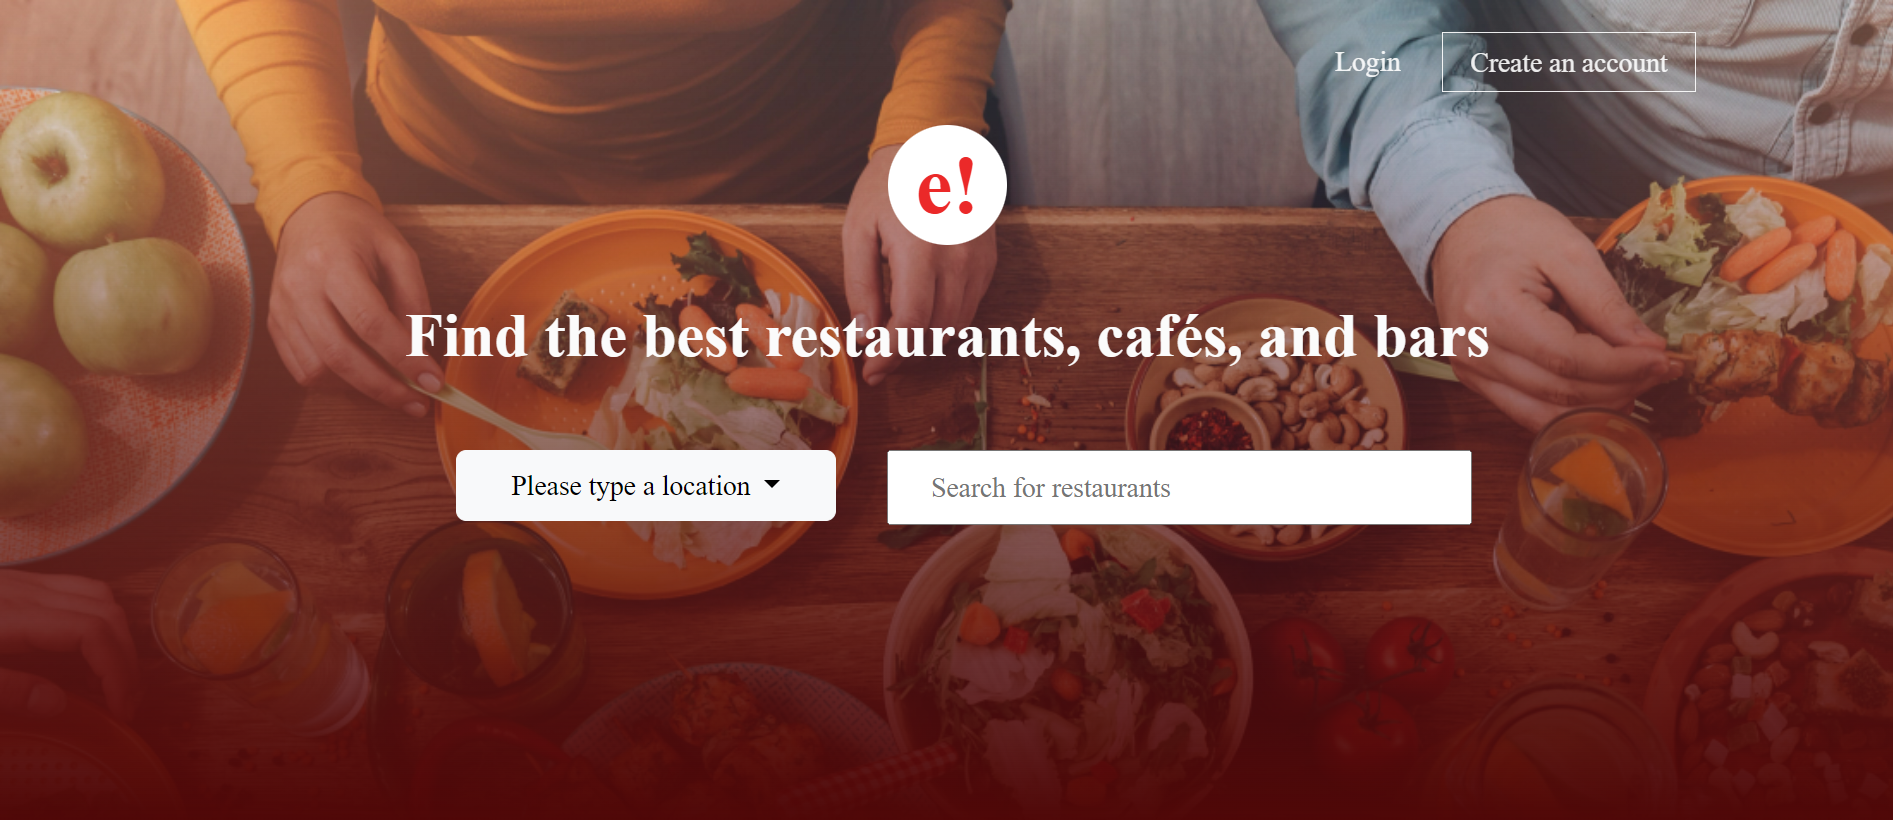 Login
Create an account
e!
Find the best restaurants, cafés, and bars
Please type a location
Search for restaurants